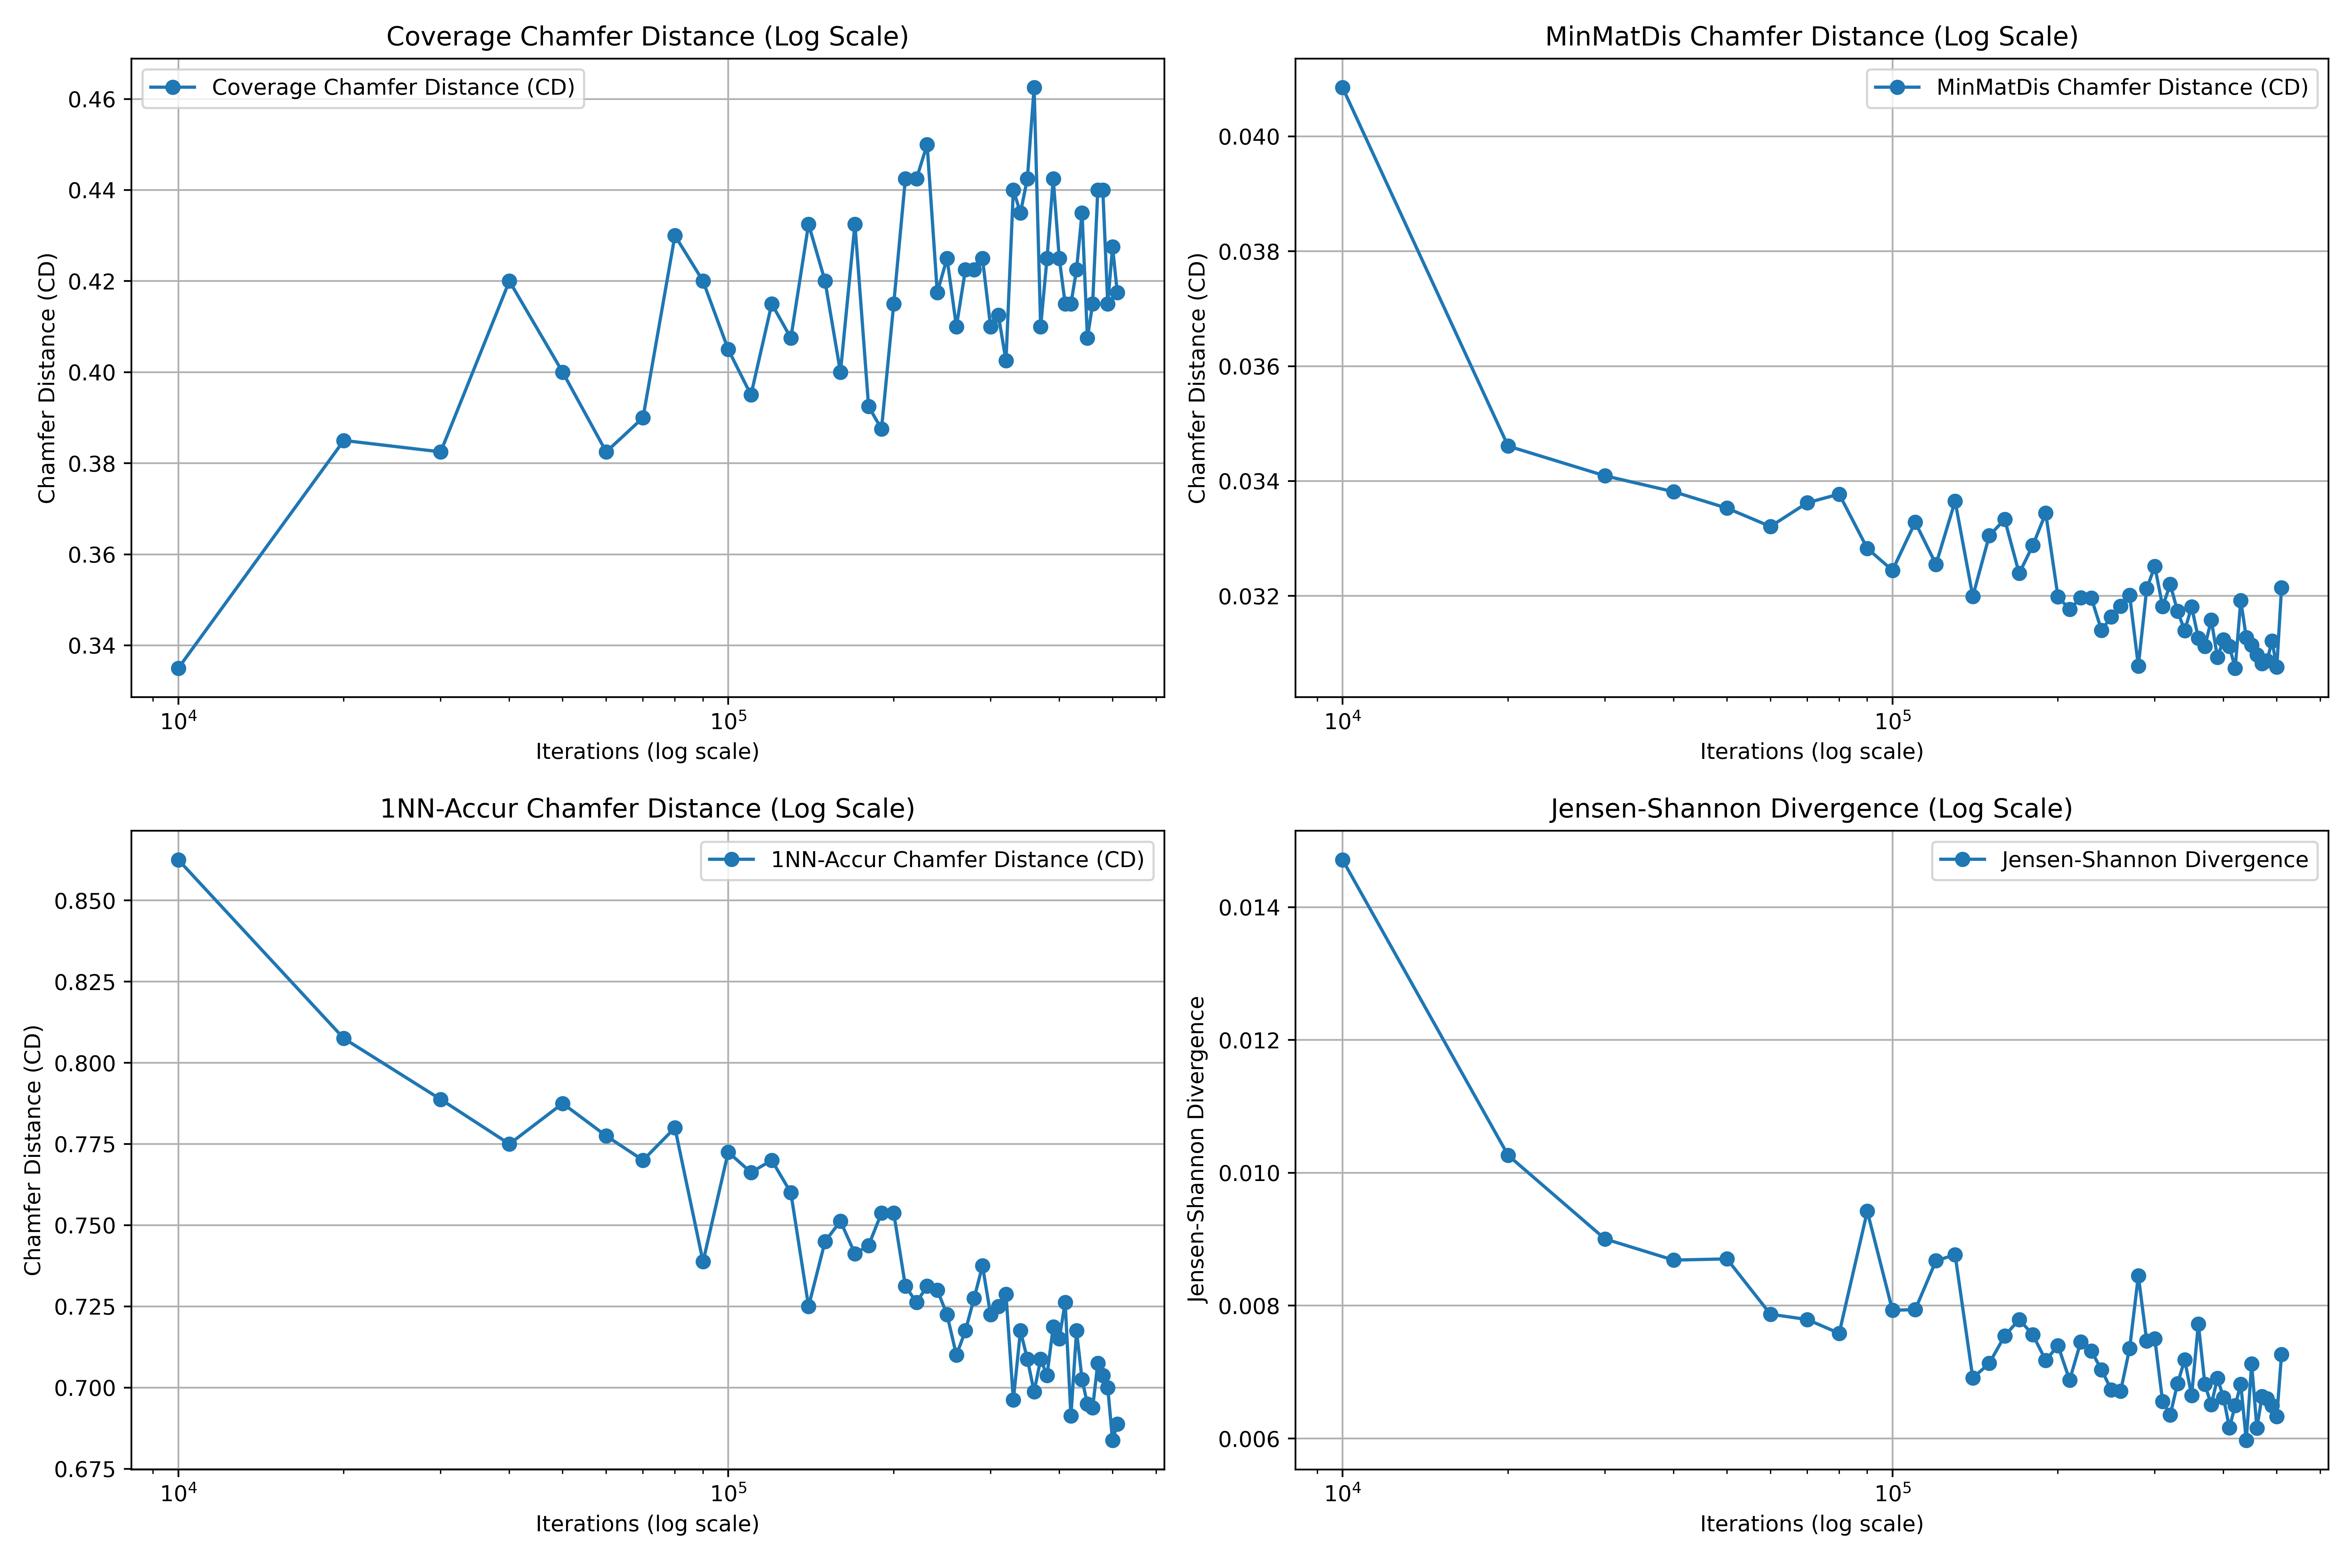 Coverage Chamfer Distance (Log Scale)
Coverage Chamfer Distance (CD)
Chamfer Distance (CD)
0.46
0.44
0.42
0.40
0.38
0.36
0.34
10⁴
10⁵
Iterations (log scale)
MinMatDis Chamfer Distance (Log Scale)
MinMatDis Chamfer Distance (CD)
Chamfer Distance (CD)
0.040
0.038
0.036
0.034
0.032
10⁴
10⁵
Iterations (log scale)
1NN-Accur Chamfer Distance (Log Scale)
1NN-Accur Chamfer Distance (CD)
Chamfer Distance (CD)
0.850
0.825
0.800
0.775
0.750
0.725
0.700
0.675
10⁴
10⁵
Iterations (log scale)
Jensen-Shannon Divergence (Log Scale)
Jensen-Shannon Divergence
Jensen-Shannon Divergence
0.014
0.012
0.010
0.008
0.006
10⁴
10⁵
Iterations (log scale)